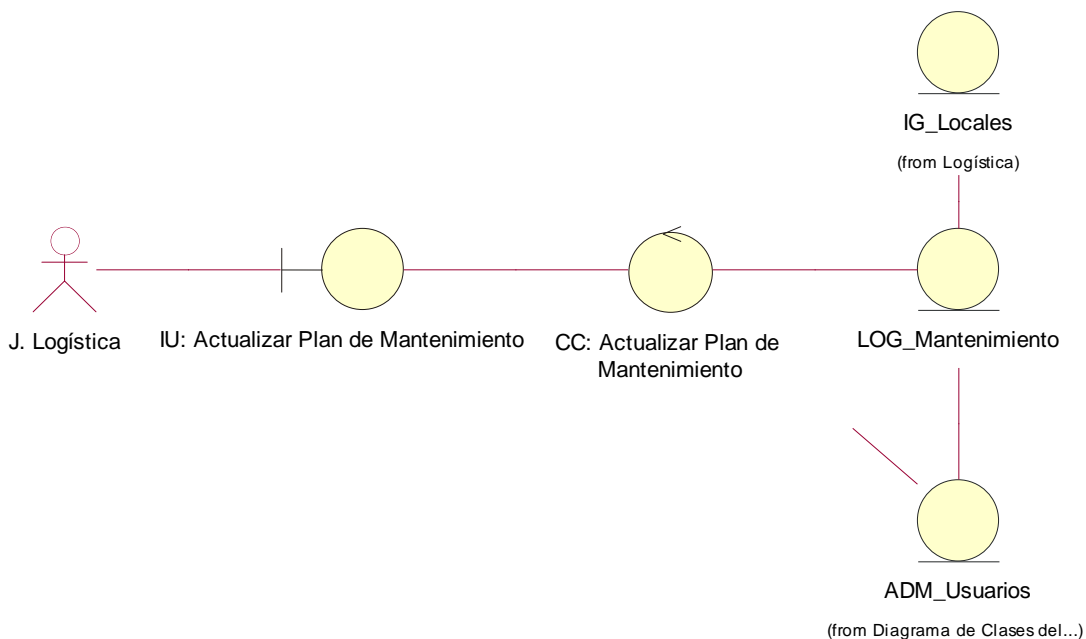 IG_Locales
(from Logística)
J. Logística
IU: Actualizar Plan de Mantenimiento
CC: Actualizar Plan de
Mantenimiento
LOG_Mantenimiento
ADM_Usuarios
(from Diagrama de Clases del...)